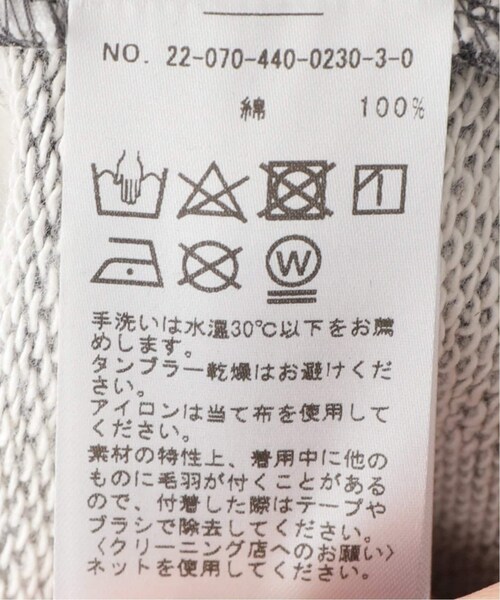 NO. 22-070-440-0230-3-0
綿 100%
W
手洗いは水温30℃以下をお薦
めします。
タンブラー乾燥はお避けくだ
さい。
アイロンは当て布を使用して
ください。
素材の特性上、着用中に他の
ものに毛羽が付くことがある
ので、付着した際はテープや
ブラシで除去してください。
〈クリーニング店へのお願い〉
ネットを使用してください。